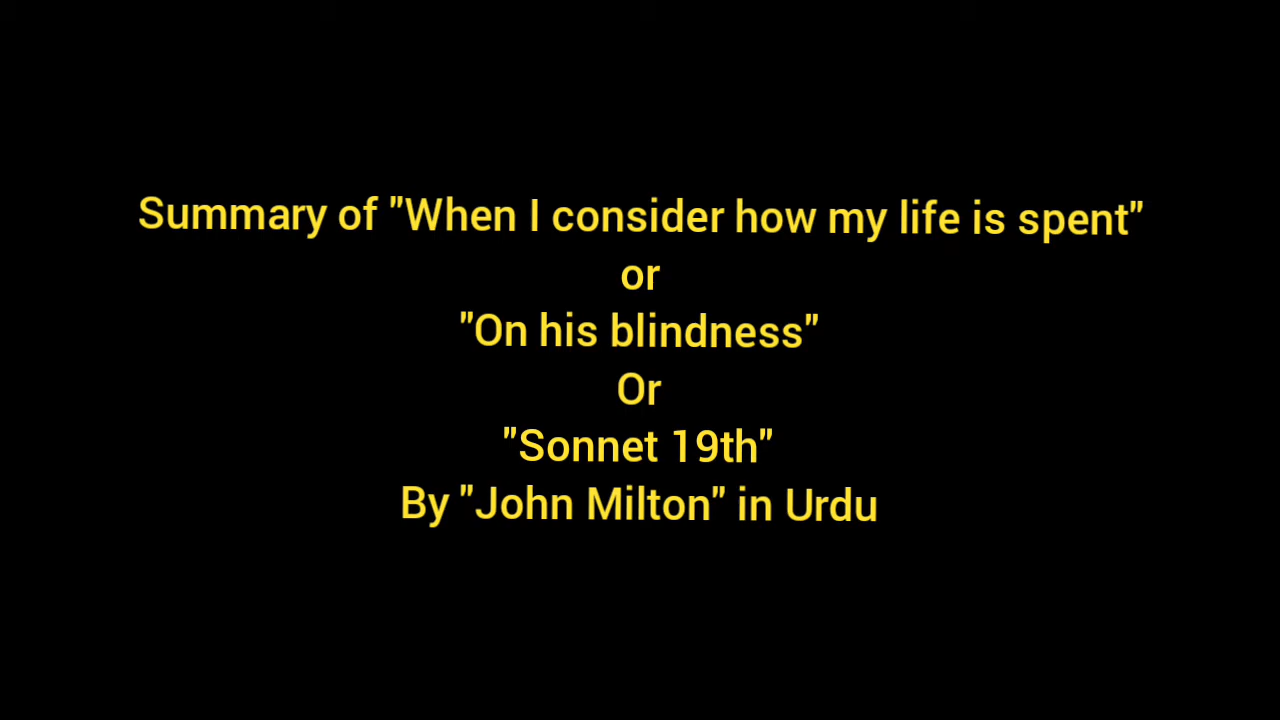 Summary of "When I consider how my life is spent"
or
"On his blindness"
Or
"Sonnet 19th"
By "John Milton" in Urdu